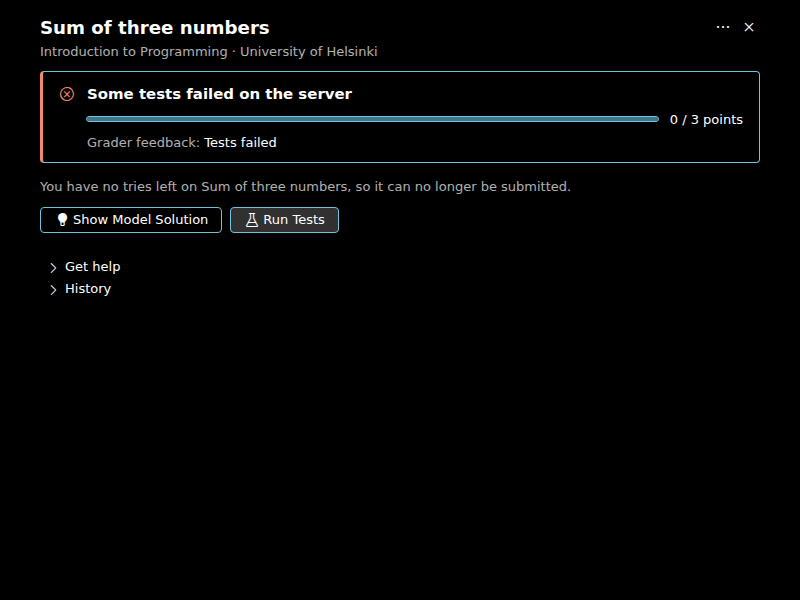 Sum of three numbers
Introduction to Programming · University of Helsinki
Some tests failed on the server
0 / 3 points
Grader feedback: Tests failed
You have no tries left on Sum of three numbers, so it can no longer be submitted.
Show Model Solution
Run Tests
Get help
History